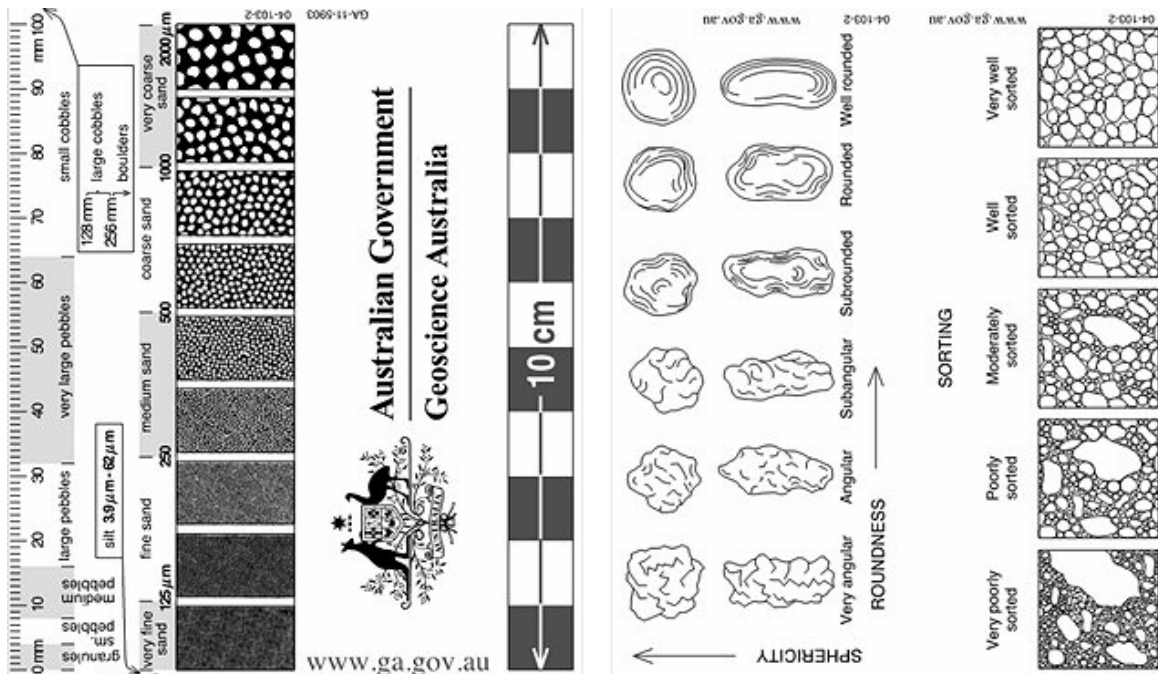 0 mm 10 20 30 40 50 60 70 80 90 mm 100
granules
sm. pebbles
medium pebbles
large pebbles
very large pebbles
small cobbles
128 mm
large cobbles
256 mm
boulders
silt 3.9 μm - 62 μm
very fine sand
fine sand
medium sand
coarse sand
very coarse sand
125 μm
250
500
1000
2000 μm
04-103-2
GA-11-5903
Australian Government
Geoscience Australia
AUSTRALIA
www.ga.gov.au
10 cm
www.ga.gov.au
04-103-2
Very angular
Angular
Subangular
Subrounded
Rounded
Well rounded
ROUNDNESS
SPHERICITY
www.ga.gov.au
04-103-2
SORTING
Very poorly sorted
Poorly sorted
Moderately sorted
Well sorted
Very well sorted